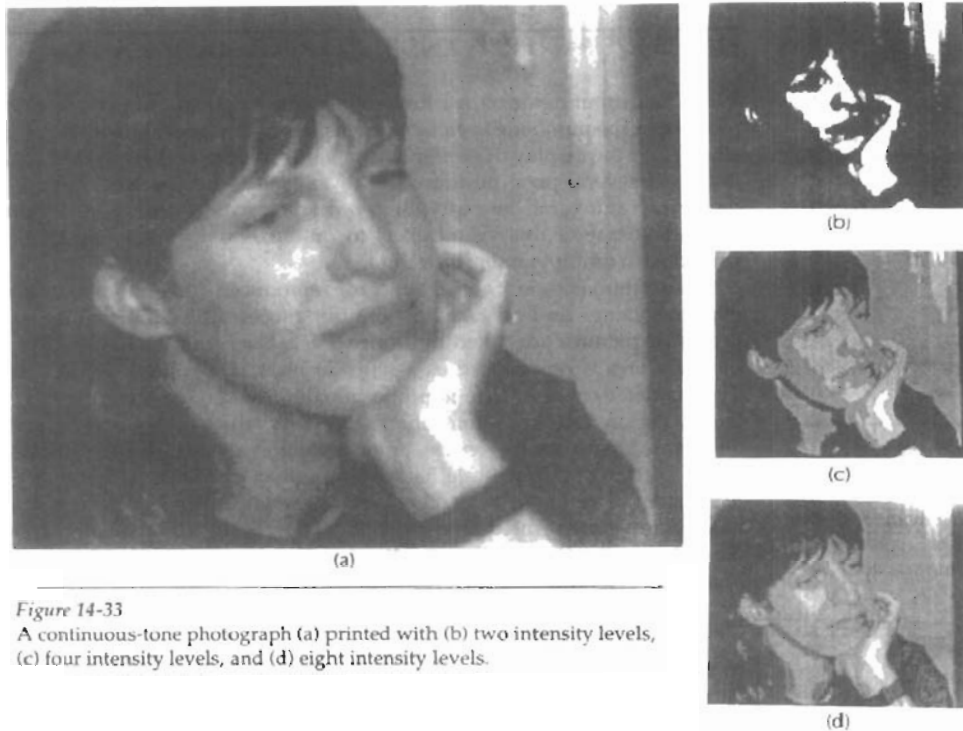 (a)
(b)
(c)
(d)
Figure 14-33
A continuous-tone photograph (a) printed with (b) two intensity levels,
(c) four intensity levels, and (d) eight intensity levels.